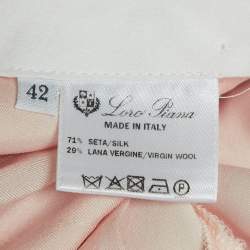 42
Loro Piana
MADE IN ITALY
71% SETA/SILK
29% LANA VERGINE/VIRGIN WOOL
P